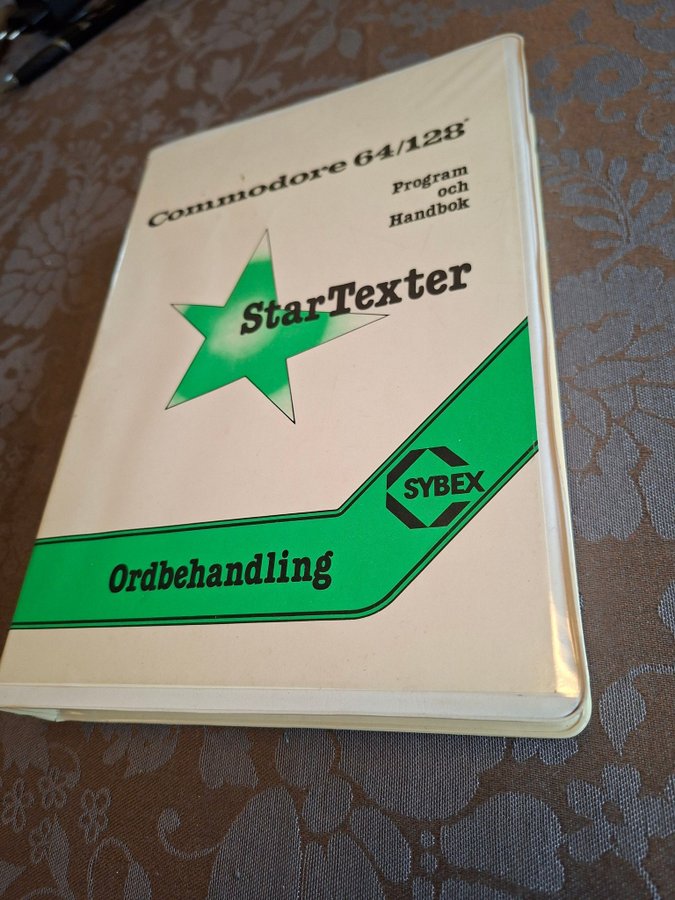 Commodore 64/128
Program
och
Handbok
StarTexter
SYBEX
Ordbehandling